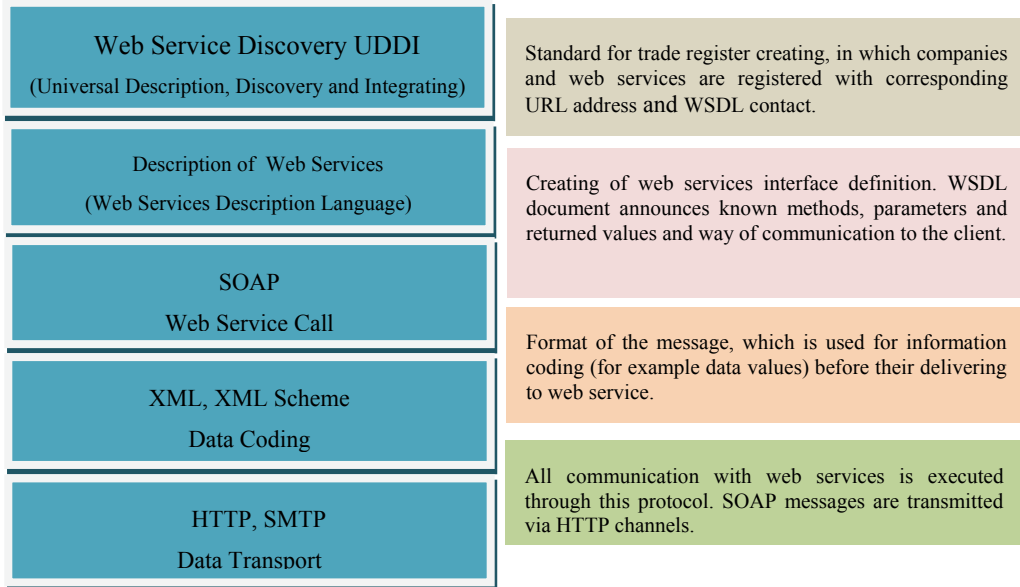 Web Service Discovery UDDI
(Universal Description, Discovery and Integrating)
Standard for trade register creating, in which companies
and web services are registered with corresponding
URL address and WSDL contact.
Description of Web Services
(Web Services Description Language)
Creating of web services interface definition. WSDL
document announces known methods, parameters and
returned values and way of communication to the client.
SOAP
Web Service Call
Format of the message, which is used for information
coding (for example data values) before their delivering
to web service.
XML, XML Scheme
Data Coding
All communication with web services is executed
through this protocol. SOAP messages are transmitted
via HTTP channels.
HTTP, SMTP
Data Transport